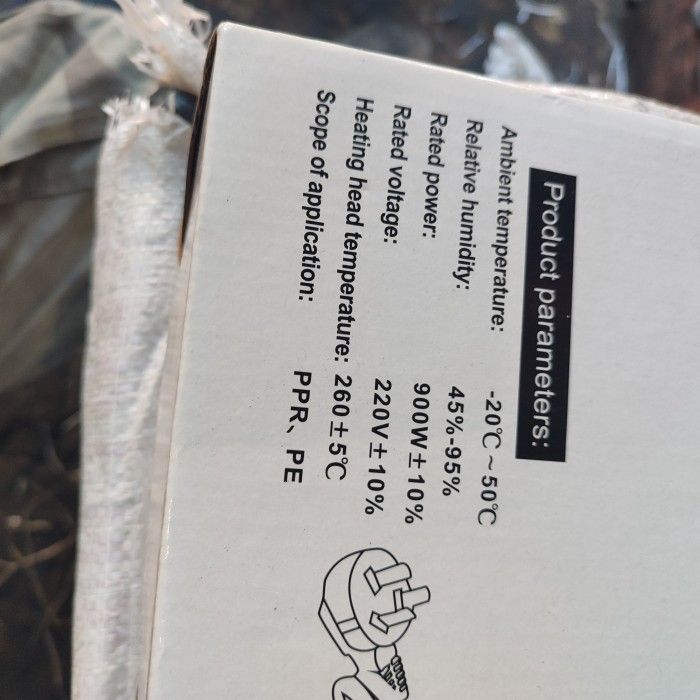 Product parameters:
Ambient temperature: -20℃~50℃
Relative humidity: 45%-95%
Rated power: 900W±10%
Rated voltage: 220V±10%
Heating head temperature: 260±5℃
Scope of application: PPR、PE